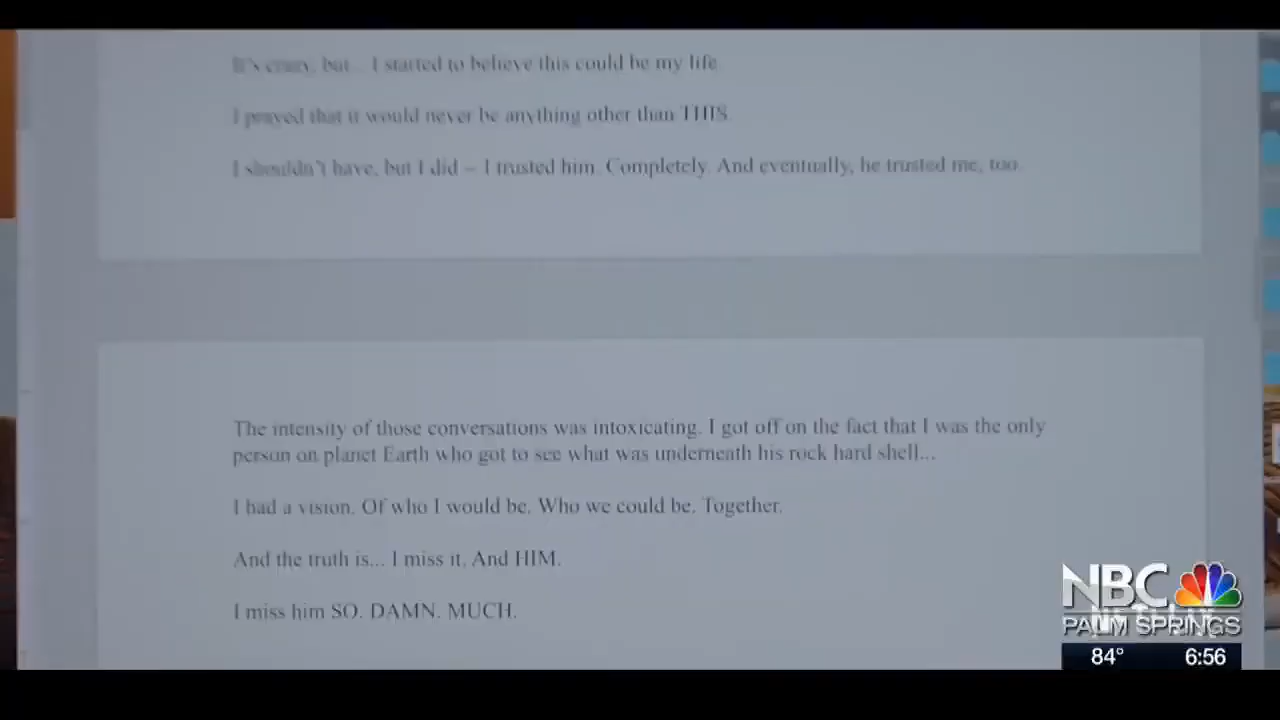 It's crazy, but... I started to believe this could be my life.
I prayed that it would never be anything other than THIS.
I shouldn't have, but I did – I trusted him. Completely. And eventually, he trusted me, too.
The intensity of those conversations was intoxicating. I got off on the fact that I was the only
person on planet Earth who got to see what was underneath his rock hard shell...
I had a vision. Of who I would be. Who we could be. Together.
And the truth is... I miss it. And HIM.
I miss him SO. DAMN. MUCH.
NBC
NETFLIX
PALM SPRINGS
84° 6:56